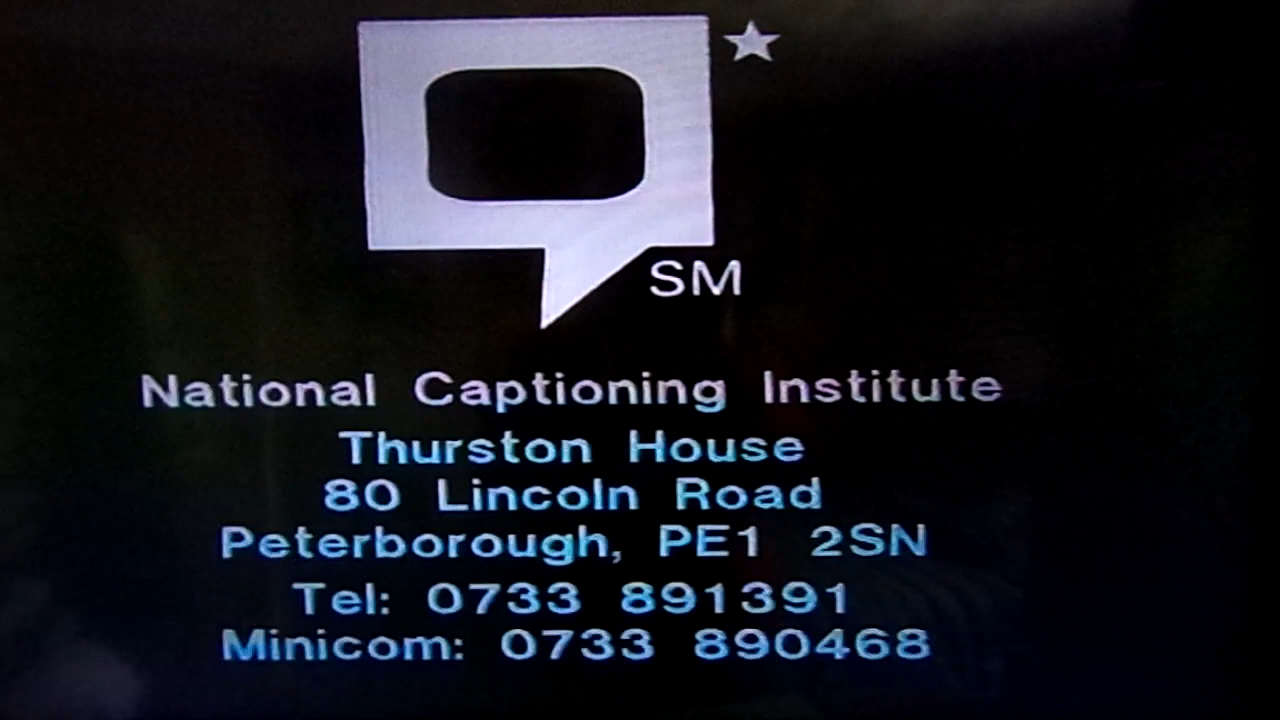 SM
National Captioning Institute
Thurston House
80 Lincoln Road
Peterborough, PE1 2SN
Tel: 0733 891391
Minicom: 0733 890468